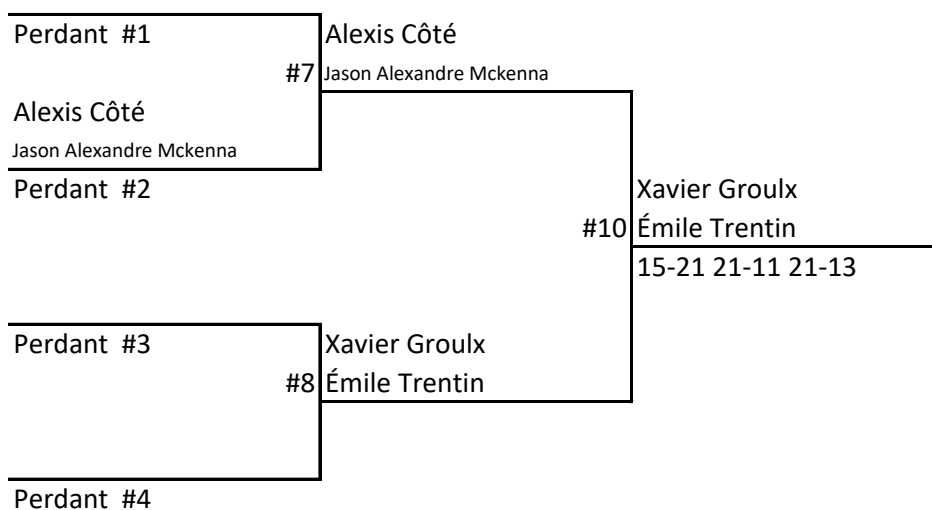 Perdant #1
Alexis Côté
#7 Jason Alexandre Mckenna
Alexis Côté
Jason Alexandre Mckenna
Perdant #2
Xavier Groulx
#10 Émile Trentin
15-21 21-11 21-13
Perdant #3
Xavier Groulx
#8 Émile Trentin
Perdant #4